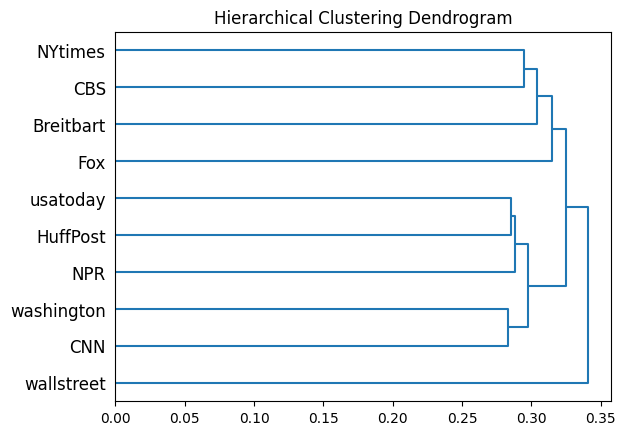 Hierarchical Clustering Dendrogram
NYtimes
CBS
Breitbart
Fox
usatoday
HuffPost
NPR
washington
CNN
wallstreet
0.00 0.05 0.10 0.15 0.20 0.25 0.30 0.35